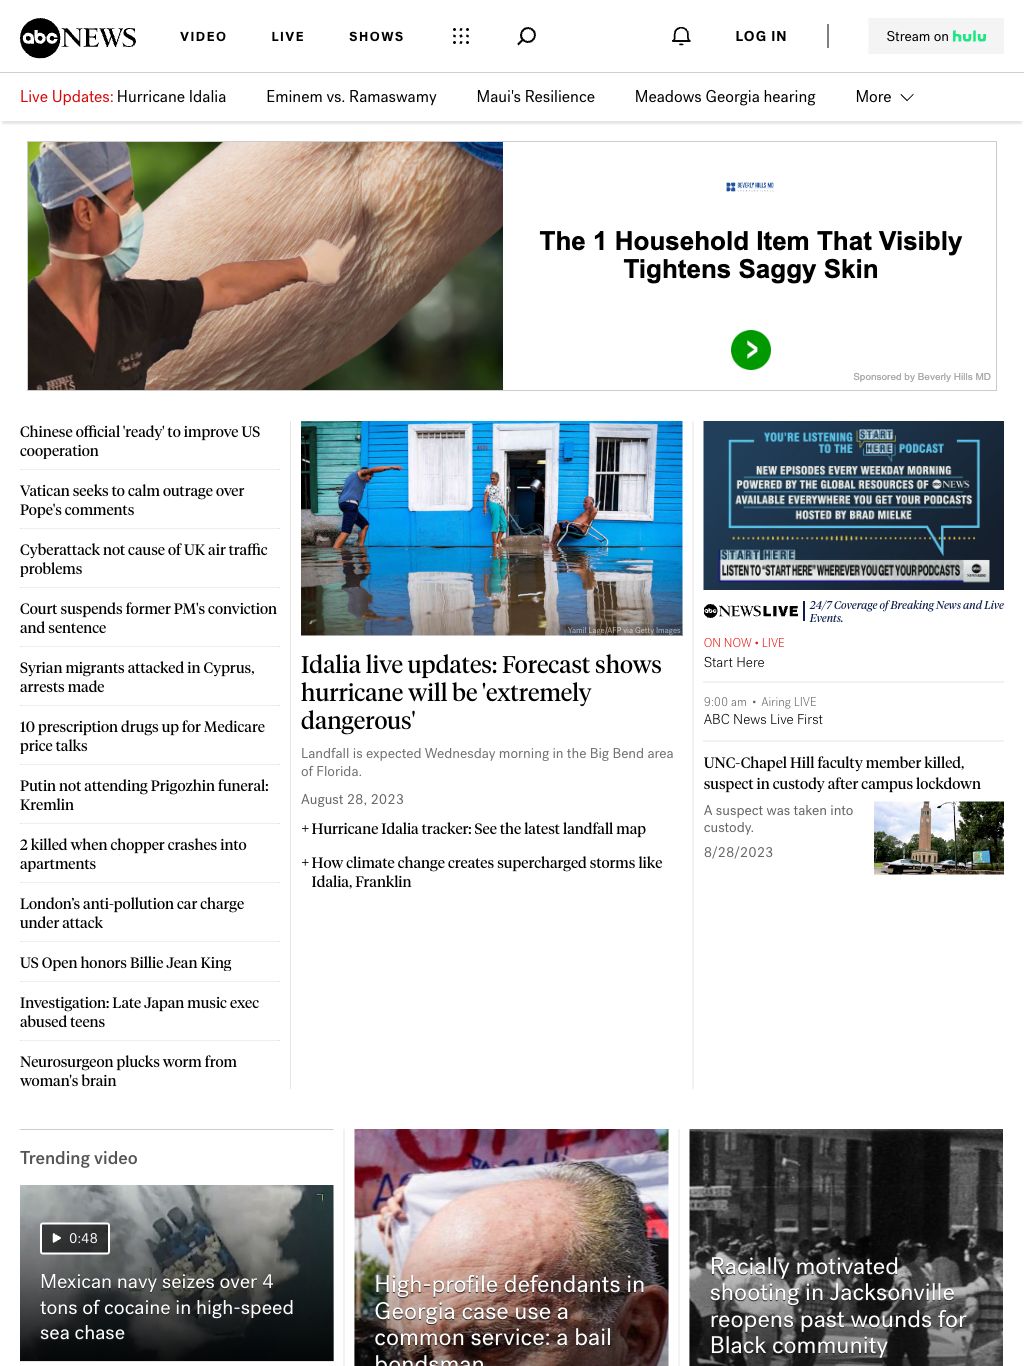 abc NEWS
VIDEO
LIVE
SHOWS
LOG IN
Stream on hulu
Live Updates: Hurricane Idalia
Eminem vs. Ramaswamy
Maui's Resilience
Meadows Georgia hearing
More
BEVERLY HILLS MD
The 1 Household Item That Visibly
Tightens Saggy Skin
Sponsored by Beverly Hills MD
Chinese official 'ready' to improve US
cooperation
Vatican seeks to calm outrage over
Pope's comments
Cyberattack not cause of UK air traffic
problems
Court suspends former PM's conviction
and sentence
Syrian migrants attacked in Cyprus,
arrests made
10 prescription drugs up for Medicare
price talks
Putin not attending Prigozhin funeral:
Kremlin
2 killed when chopper crashes into
apartments
London's anti-pollution car charge
under attack
US Open honors Billie Jean King
Investigation: Late Japan music exec
abused teens
Neurosurgeon plucks worm from
woman's brain
Yamil Lage/AFP via Getty Images
Idalia live updates: Forecast shows
hurricane will be 'extremely
dangerous'
Landfall is expected Wednesday morning in the Big Bend area
of Florida.
August 28, 2023
+ Hurricane Idalia tracker: See the latest landfall map
+ How climate change creates supercharged storms like
Idalia, Franklin
YOU'RE LISTENING
TO THE START HERE PODCAST
NEW EPISODES EVERY WEEKDAY MORNING
POWERED BY THE GLOBAL RESOURCES OF abc NEWS
AVAILABLE EVERYWHERE YOU GET YOUR PODCASTS
HOSTED BY BRAD MIELKE
START HERE
LISTEN TO "START HERE" WHEREVER YOU GET YOUR PODCASTS
abc NEWS LIVE
24/7 Coverage of Breaking News and Live
Events.
ON NOW • LIVE
Start Here
9:00 am • Airing LIVE
ABC News Live First
UNC-Chapel Hill faculty member killed,
suspect in custody after campus lockdown
A suspect was taken into
custody.
8/28/2023
Trending video
0:48
Mexican navy seizes over 4
tons of cocaine in high-speed
sea chase
High-profile defendants in
Georgia case use a
common service: a bail
bondsman
Racially motivated
shooting in Jacksonville
reopens past wounds for
Black community